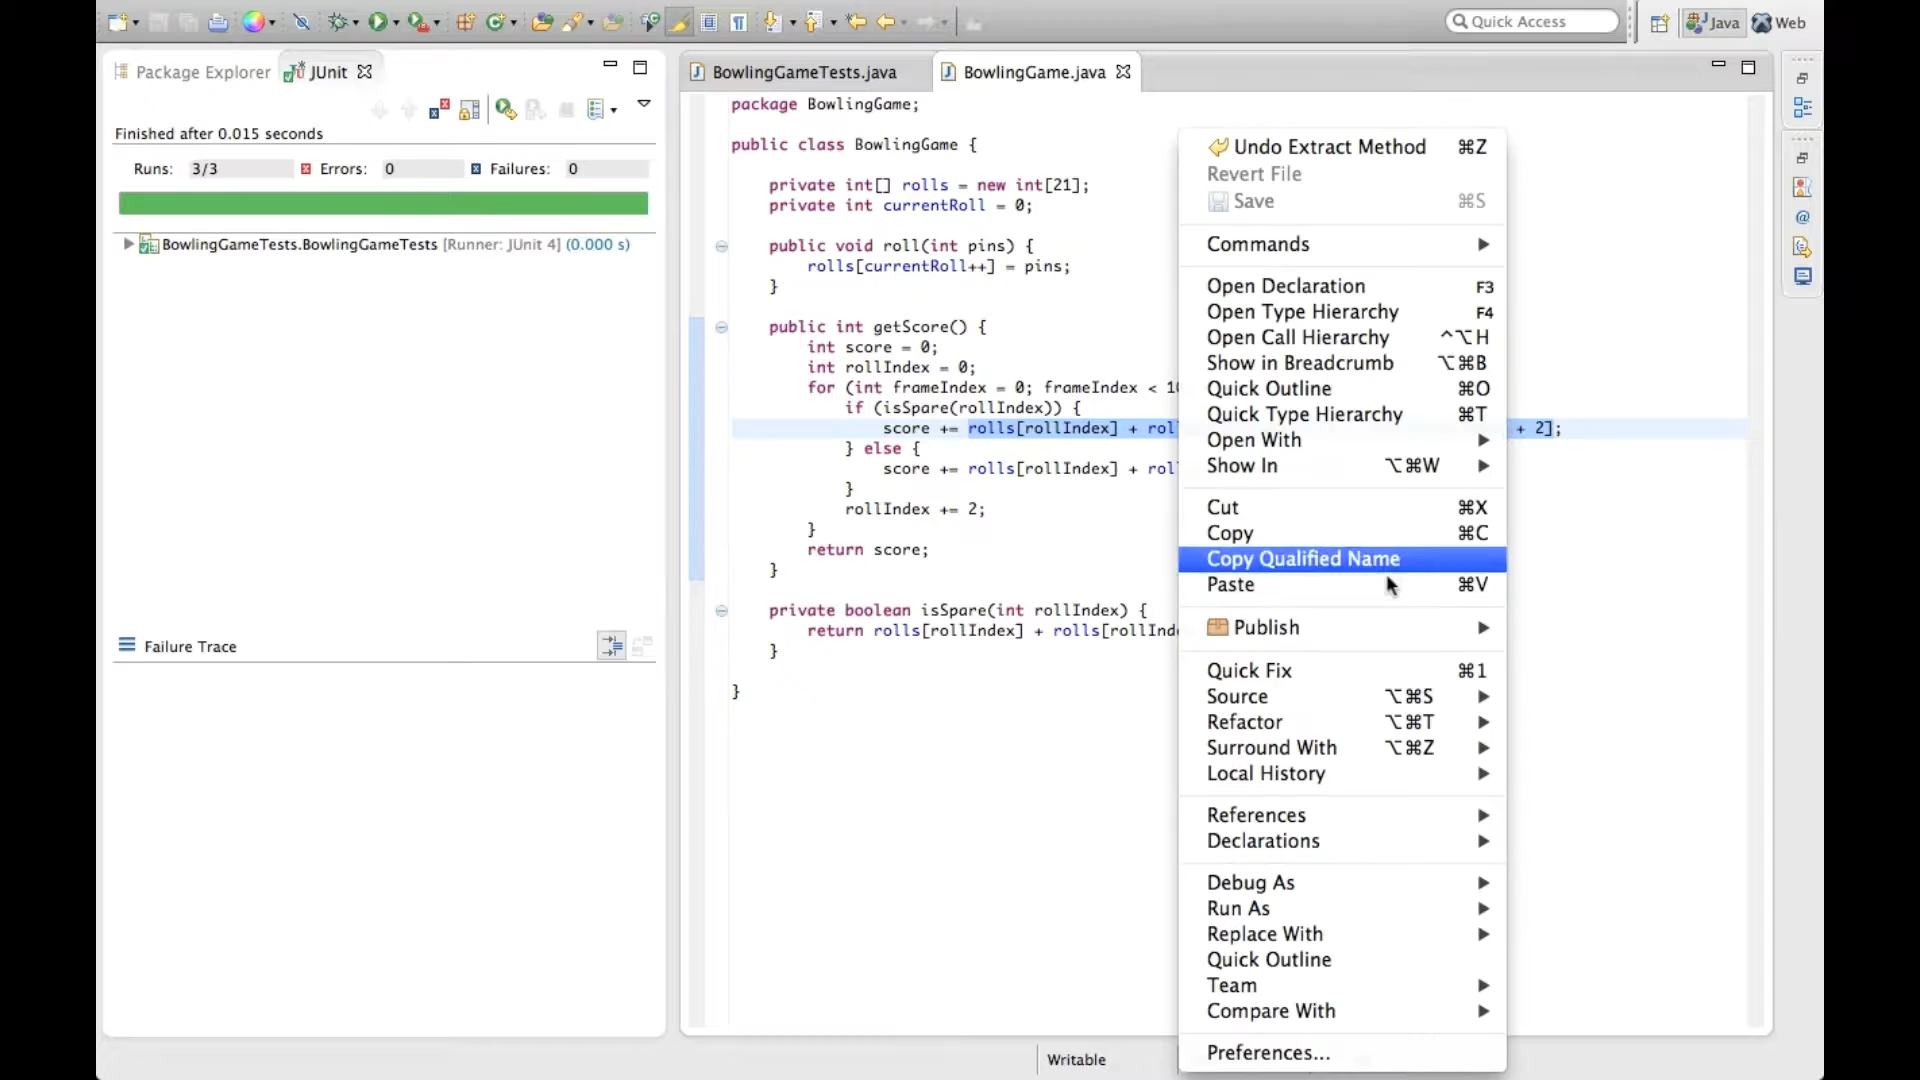 Quick Access
Java
Web
Package Explorer
JUnit
Finished after 0.015 seconds
Runs: 3/3 Errors: 0 Failures: 0
BowlingGameTests.BowlingGameTests [Runner: JUnit 4] (0.000 s)
Failure Trace
BowlingGameTests.java
BowlingGame.java
package BowlingGame;
public class BowlingGame {
private int[] rolls = new int[21];
private int currentRoll = 0;
public void roll(int pins) {
rolls[currentRoll++] = pins;
}
public int getScore() {
int score = 0;
int rollIndex = 0;
for (int frameIndex = 0; frameIndex < 10
if (isSpare(rollIndex)) {
score += rolls[rollIndex] + rol + 2];
} else {
score += rolls[rollIndex] + rol
}
rollIndex += 2;
}
return score;
}
private boolean isSpare(int rollIndex) {
return rolls[rollIndex] + rolls[rollInd
}
}
Undo Extract Method ⌘Z
Revert File
Save ⌘S
Commands
Open Declaration F3
Open Type Hierarchy F4
Open Call Hierarchy ^⌥H
Show in Breadcrumb ⌥⌘B
Quick Outline ⌘O
Quick Type Hierarchy ⌘T
Open With
Show In ⌥⌘W
Cut ⌘X
Copy ⌘C
Copy Qualified Name
Paste ⌘V
Publish
Quick Fix ⌘1
Source ⌥⌘S
Refactor ⌥⌘T
Surround With ⌥⌘Z
Local History
References
Declarations
Debug As
Run As
Replace With
Quick Outline
Team
Compare With
Preferences...
Writable